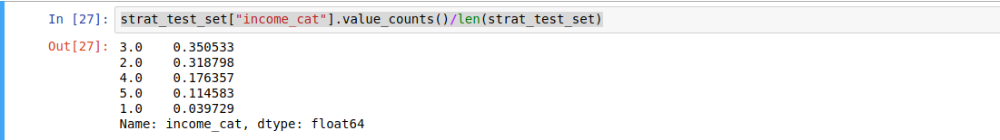 In [27]: strat_test_set["income_cat"].value_counts()/len(strat_test_set)
Out[27]: 3.0    0.350533
2.0    0.318798
4.0    0.176357
5.0    0.114583
1.0    0.039729
Name: income_cat, dtype: float64